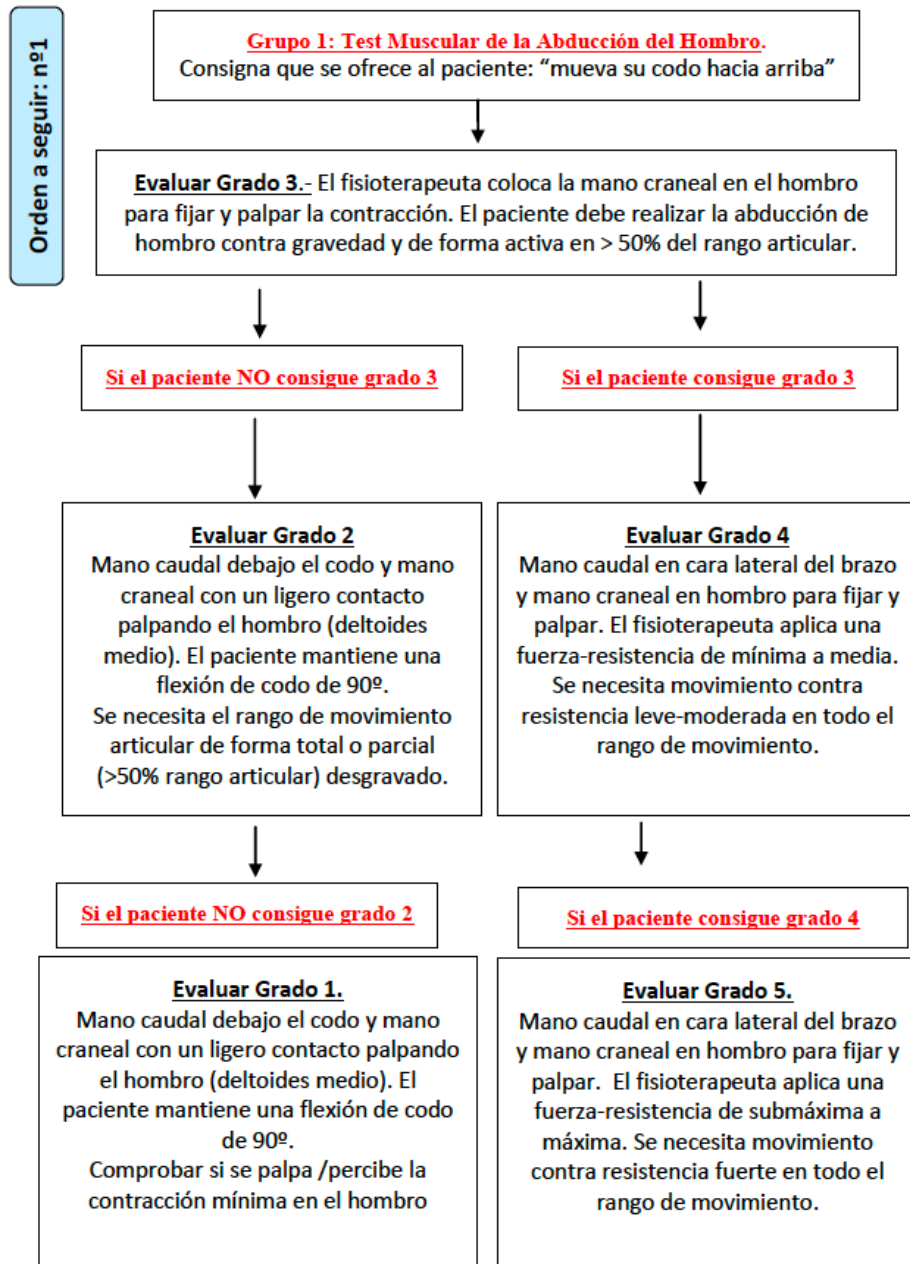 Orden a seguir: nº1
Grupo 1: Test Muscular de la Abducción del Hombro.
Consigna que se ofrece al paciente: “mueva su codo hacia arriba”
Evaluar Grado 3.- El fisioterapeuta coloca la mano craneal en el hombro
para fijar y palpar la contracción. El paciente debe realizar la abducción de
hombro contra gravedad y de forma activa en > 50% del rango articular.
Si el paciente NO consigue grado 3
Si el paciente consigue grado 3
Evaluar Grado 2
Mano caudal debajo el codo y mano
craneal con un ligero contacto
palpando el hombro (deltoides
medio). El paciente mantiene una
flexión de codo de 90º.
Se necesita el rango de movimiento
articular de forma total o parcial
(>50% rango articular) desgravado.
Evaluar Grado 4
Mano caudal en cara lateral del brazo
y mano craneal en hombro para fijar y
palpar. El fisioterapeuta aplica una
fuerza-resistencia de mínima a media.
Se necesita movimiento contra
resistencia leve-moderada en todo el
rango de movimiento.
Si el paciente NO consigue grado 2
Si el paciente consigue grado 4
Evaluar Grado 1.
Mano caudal debajo el codo y mano
craneal con un ligero contacto palpando
el hombro (deltoides medio). El
paciente mantiene una flexión de codo
de 90º.
Comprobar si se palpa /percibe la
contracción mínima en el hombro
Evaluar Grado 5.
Mano caudal en cara lateral del brazo
y mano craneal en hombro para fijar y
palpar. El fisioterapeuta aplica una
fuerza-resistencia de submáxima a
máxima. Se necesita movimiento
contra resistencia fuerte en todo el
rango de movimiento.